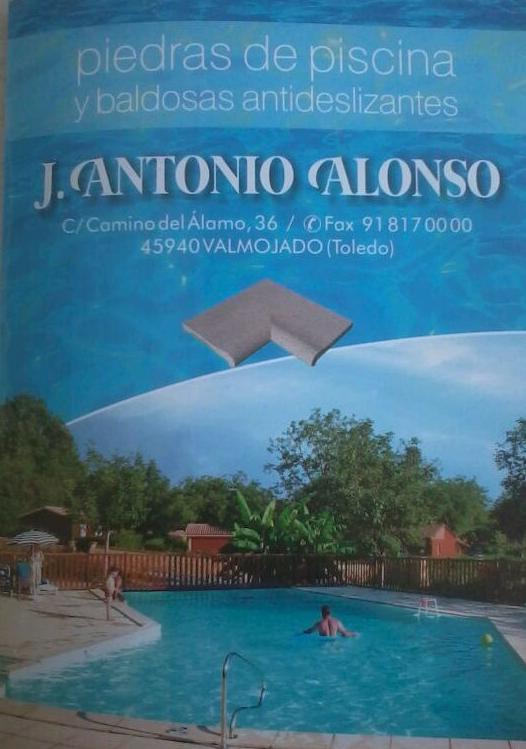 piedras de piscina
y baldosas antideslizantes
J. ANTONIO ALONSO
C/ Camino del Álamo, 36 / ✆ Fax 91 817 00 00
45940 VALMOJADO (Toledo)